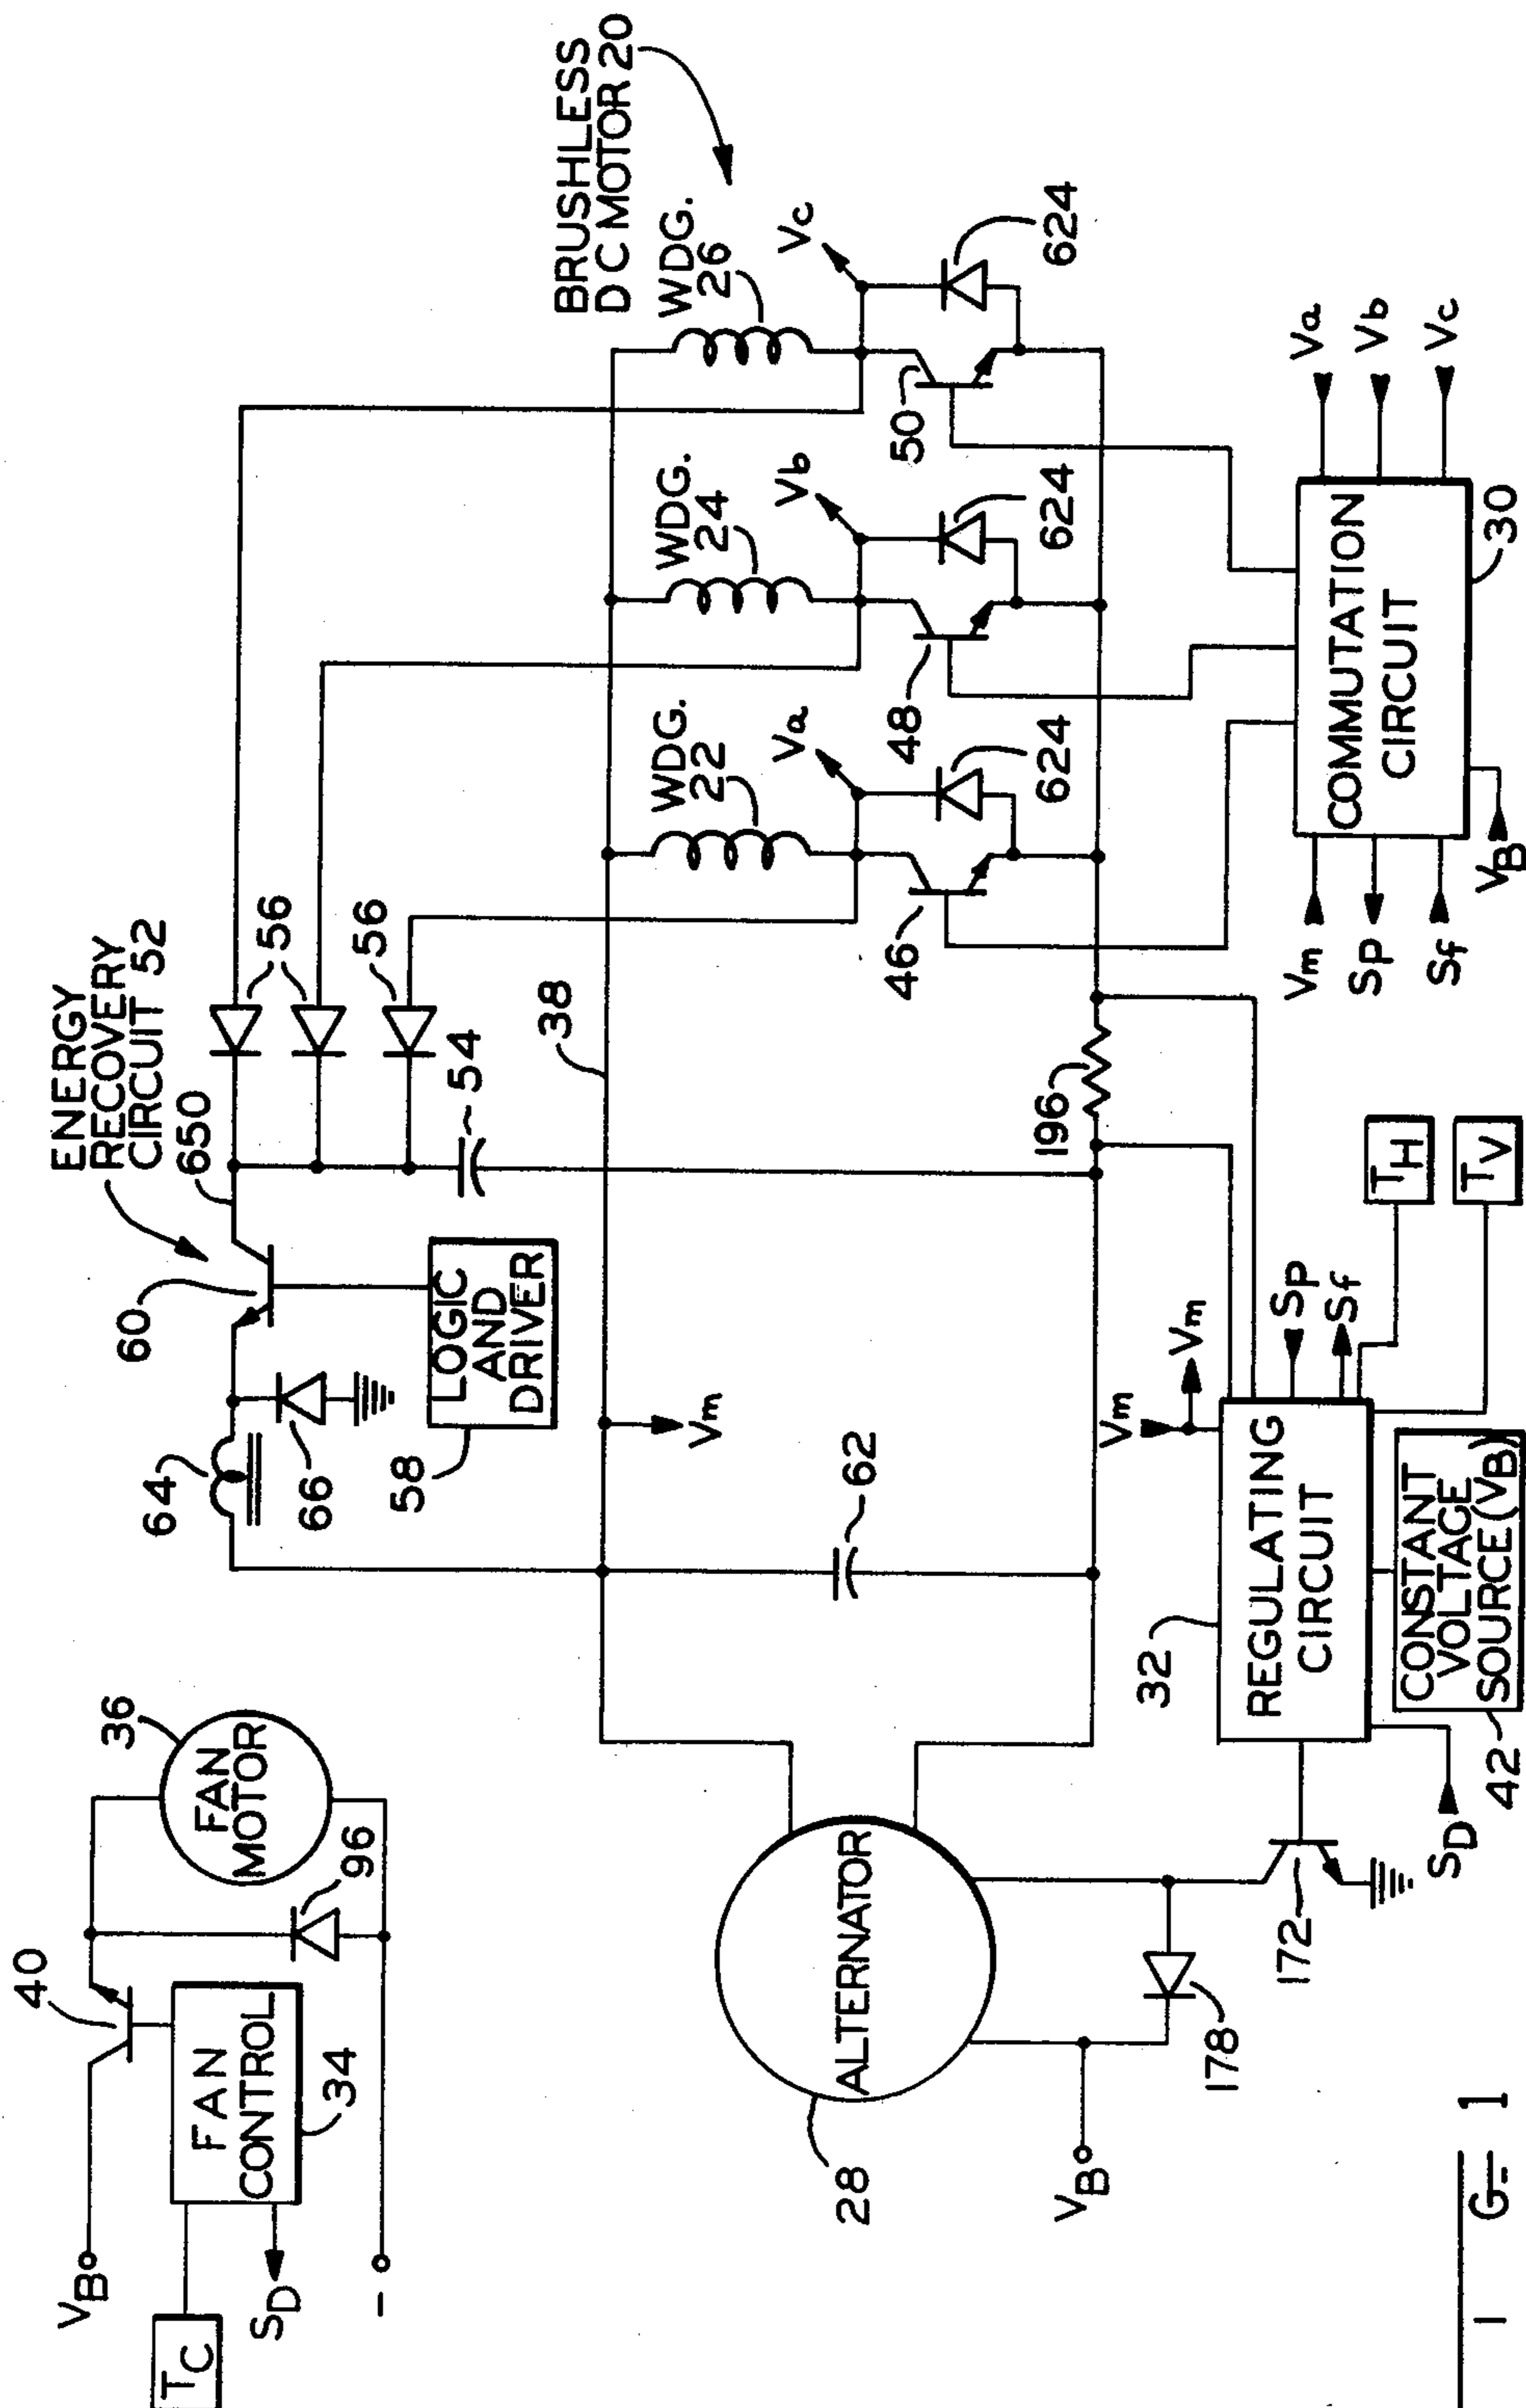 BRUSHLESS
DC MOTOR 20
ENERGY
RECOVERY
CIRCUIT 52
650
56
56
54
60
64
66
58
LOGIC
AND
DRIVER
38
WDG.
22
WDG.
24
WDG.
26
Va
Vb
Vc
624
624
624
46
48
50
36
FAN
MOTOR
96
40
VB
FAN
CONTROL
34
TC
SD
-
Vm
62
196
ALTERNATOR
28
VB
178
172
32
REGULATING
CIRCUIT
Vm
Vm
SP
Sf
TH
TV
CONSTANT
VOLTAGE
SOURCE (VB)
42
SD
COMMUTATION
CIRCUIT
30
Vm
SP
Sf
VB
Va
Vb
Vc
G. 1